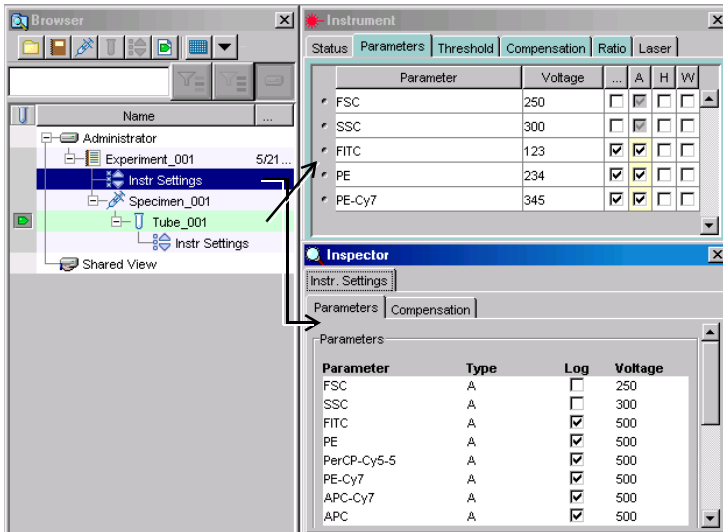 Browser
Name ...
Administrator
Experiment_001 5/21...
Instr Settings
Specimen_001
Tube_001
Instr Settings
Shared View
Instrument
Status Parameters Threshold Compensation Ratio Laser
Parameter Voltage ... A H W
FSC 250
SSC 300
FITC 123
PE 234
PE-Cy7 345
Inspector
Instr. Settings
Parameters Compensation
Parameters
Parameter Type Log Voltage
FSC A 250
SSC A 300
FITC A 500
PE A 500
PerCP-Cy5-5 A 500
PE-Cy7 A 500
APC-Cy7 A 500
APC A 500